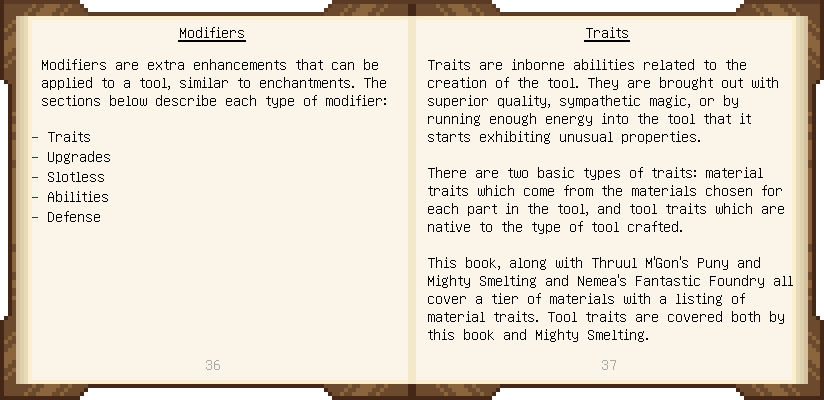 Modifiers
Modifiers are extra enhancements that can be
applied to a tool, similar to enchantments. The
sections below describe each type of modifier:
- Traits
- Upgrades
- Slotless
- Abilities
- Defense
36
Traits
Traits are inborne abilities related to the
creation of the tool. They are brought out with
superior quality, sympathetic magic, or by
running enough energy into the tool that it
starts exhibiting unusual properties.
There are two basic types of traits: material
traits which come from the materials chosen for
each part in the tool, and tool traits which are
native to the type of tool crafted.
This book, along with Thruul M'Gon's Puny and
Mighty Smelting and Nemea's Fantastic Foundry all
cover a tier of materials with a listing of
material traits. Tool traits are covered both by
this book and Mighty Smelting.
37